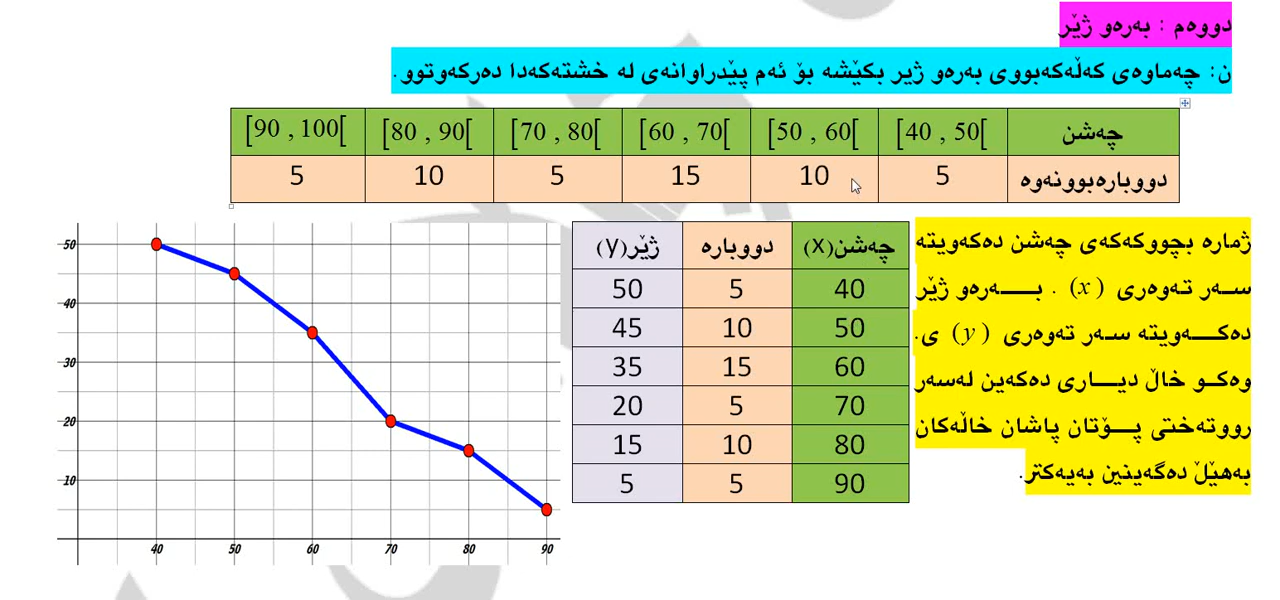 دووەم : بەرەو ژێر
ن: چەماوەی کەڵەکەبووی بەرەو ژیر بکێشە بۆ ئەم پێدراوانەی لە خشتەکەدا دەرکەوتوو.
چەشن [40 , 50[ [50 , 60[ [60 , 70[ [70 , 80[ [80 , 90[ [90 , 100[
دووبارەبوونەوە 5 10 15 5 10 5
ژمارە بچووکەکەی چەشن دەکەویتە
سەر تەوەری (x) . بەرەو ژێر
دەکەویتە سەر تەوەری (y) ی.
وەکو خاڵ دیاری دەکەین لەسەر
رووتەختی پۆتان پاشان خاڵەکان
بەهێڵ دەگەینین بەیەکتر.
چەشن(x) دووبارە ژێر(y)
40 5 50
50 10 45
60 15 35
70 5 20
80 10 15
90 5 5
50
40
30
20
10
40 50 60 70 80 90